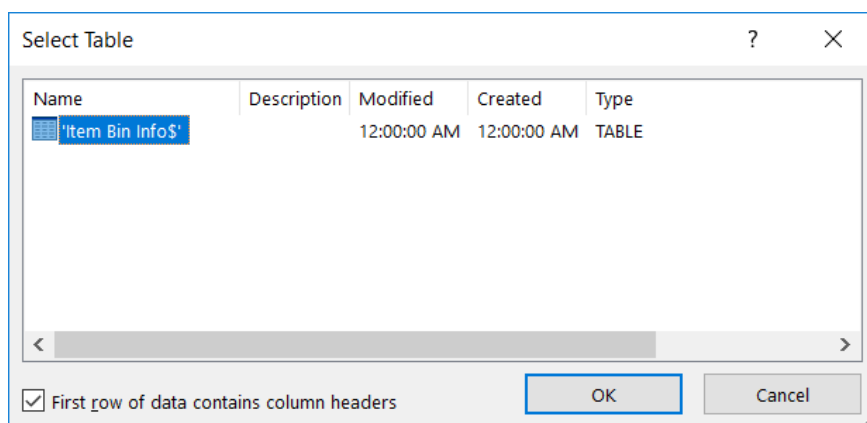 Select Table
?
Name Description Modified Created Type
'Item Bin Info$' 12:00:00 AM 12:00:00 AM TABLE
First row of data contains column headers OK Cancel